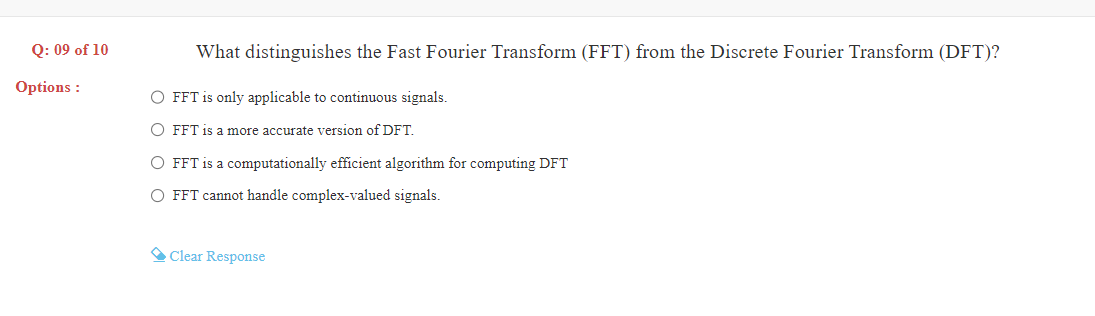 Q: 09 of 10
What distinguishes the Fast Fourier Transform (FFT) from the Discrete Fourier Transform (DFT)?
Options :
FFT is only applicable to continuous signals.
FFT is a more accurate version of DFT.
FFT is a computationally efficient algorithm for computing DFT
FFT cannot handle complex-valued signals.
Clear Response